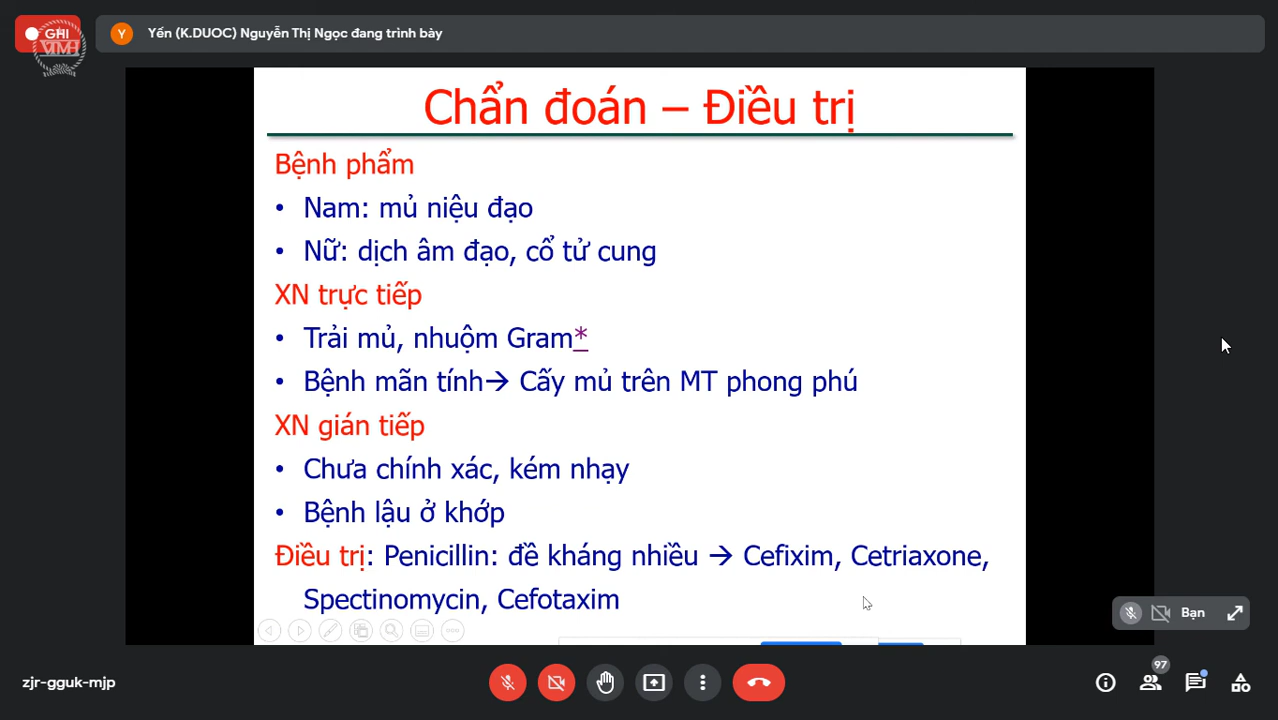 GHI
VTMH
Y Yến (K.DUOC) Nguyễn Thị Ngọc đang trình bày
Chẩn đoán – Điều trị
Bệnh phẩm
• Nam: mủ niệu đạo
• Nữ: dịch âm đạo, cổ tử cung
XN trực tiếp
• Trải mủ, nhuộm Gram*
• Bệnh mãn tính→ Cấy mủ trên MT phong phú
XN gián tiếp
• Chưa chính xác, kém nhạy
• Bệnh lậu ở khớp
Điều trị: Penicillin: đề kháng nhiều → Cefixim, Cetriaxone,
Spectinomycin, Cefotaxim
Bạn
zjr-gguk-mjp
97